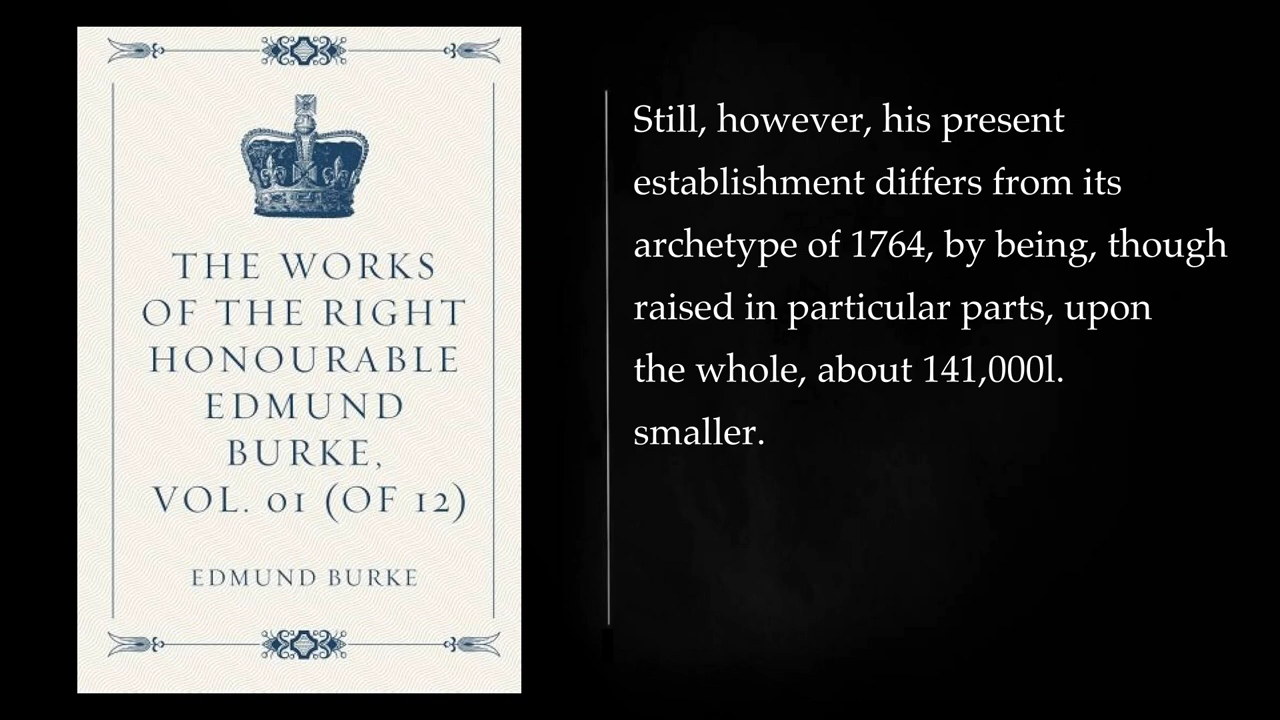 THE WORKS
OF THE RIGHT
HONOURABLE
EDMUND
BURKE,
VOL. 01 (OF 12)
EDMUND BURKE
Still, however, his present
establishment differs from its
archetype of 1764, by being, though
raised in particular parts, upon
the whole, about 141,000l.
smaller.